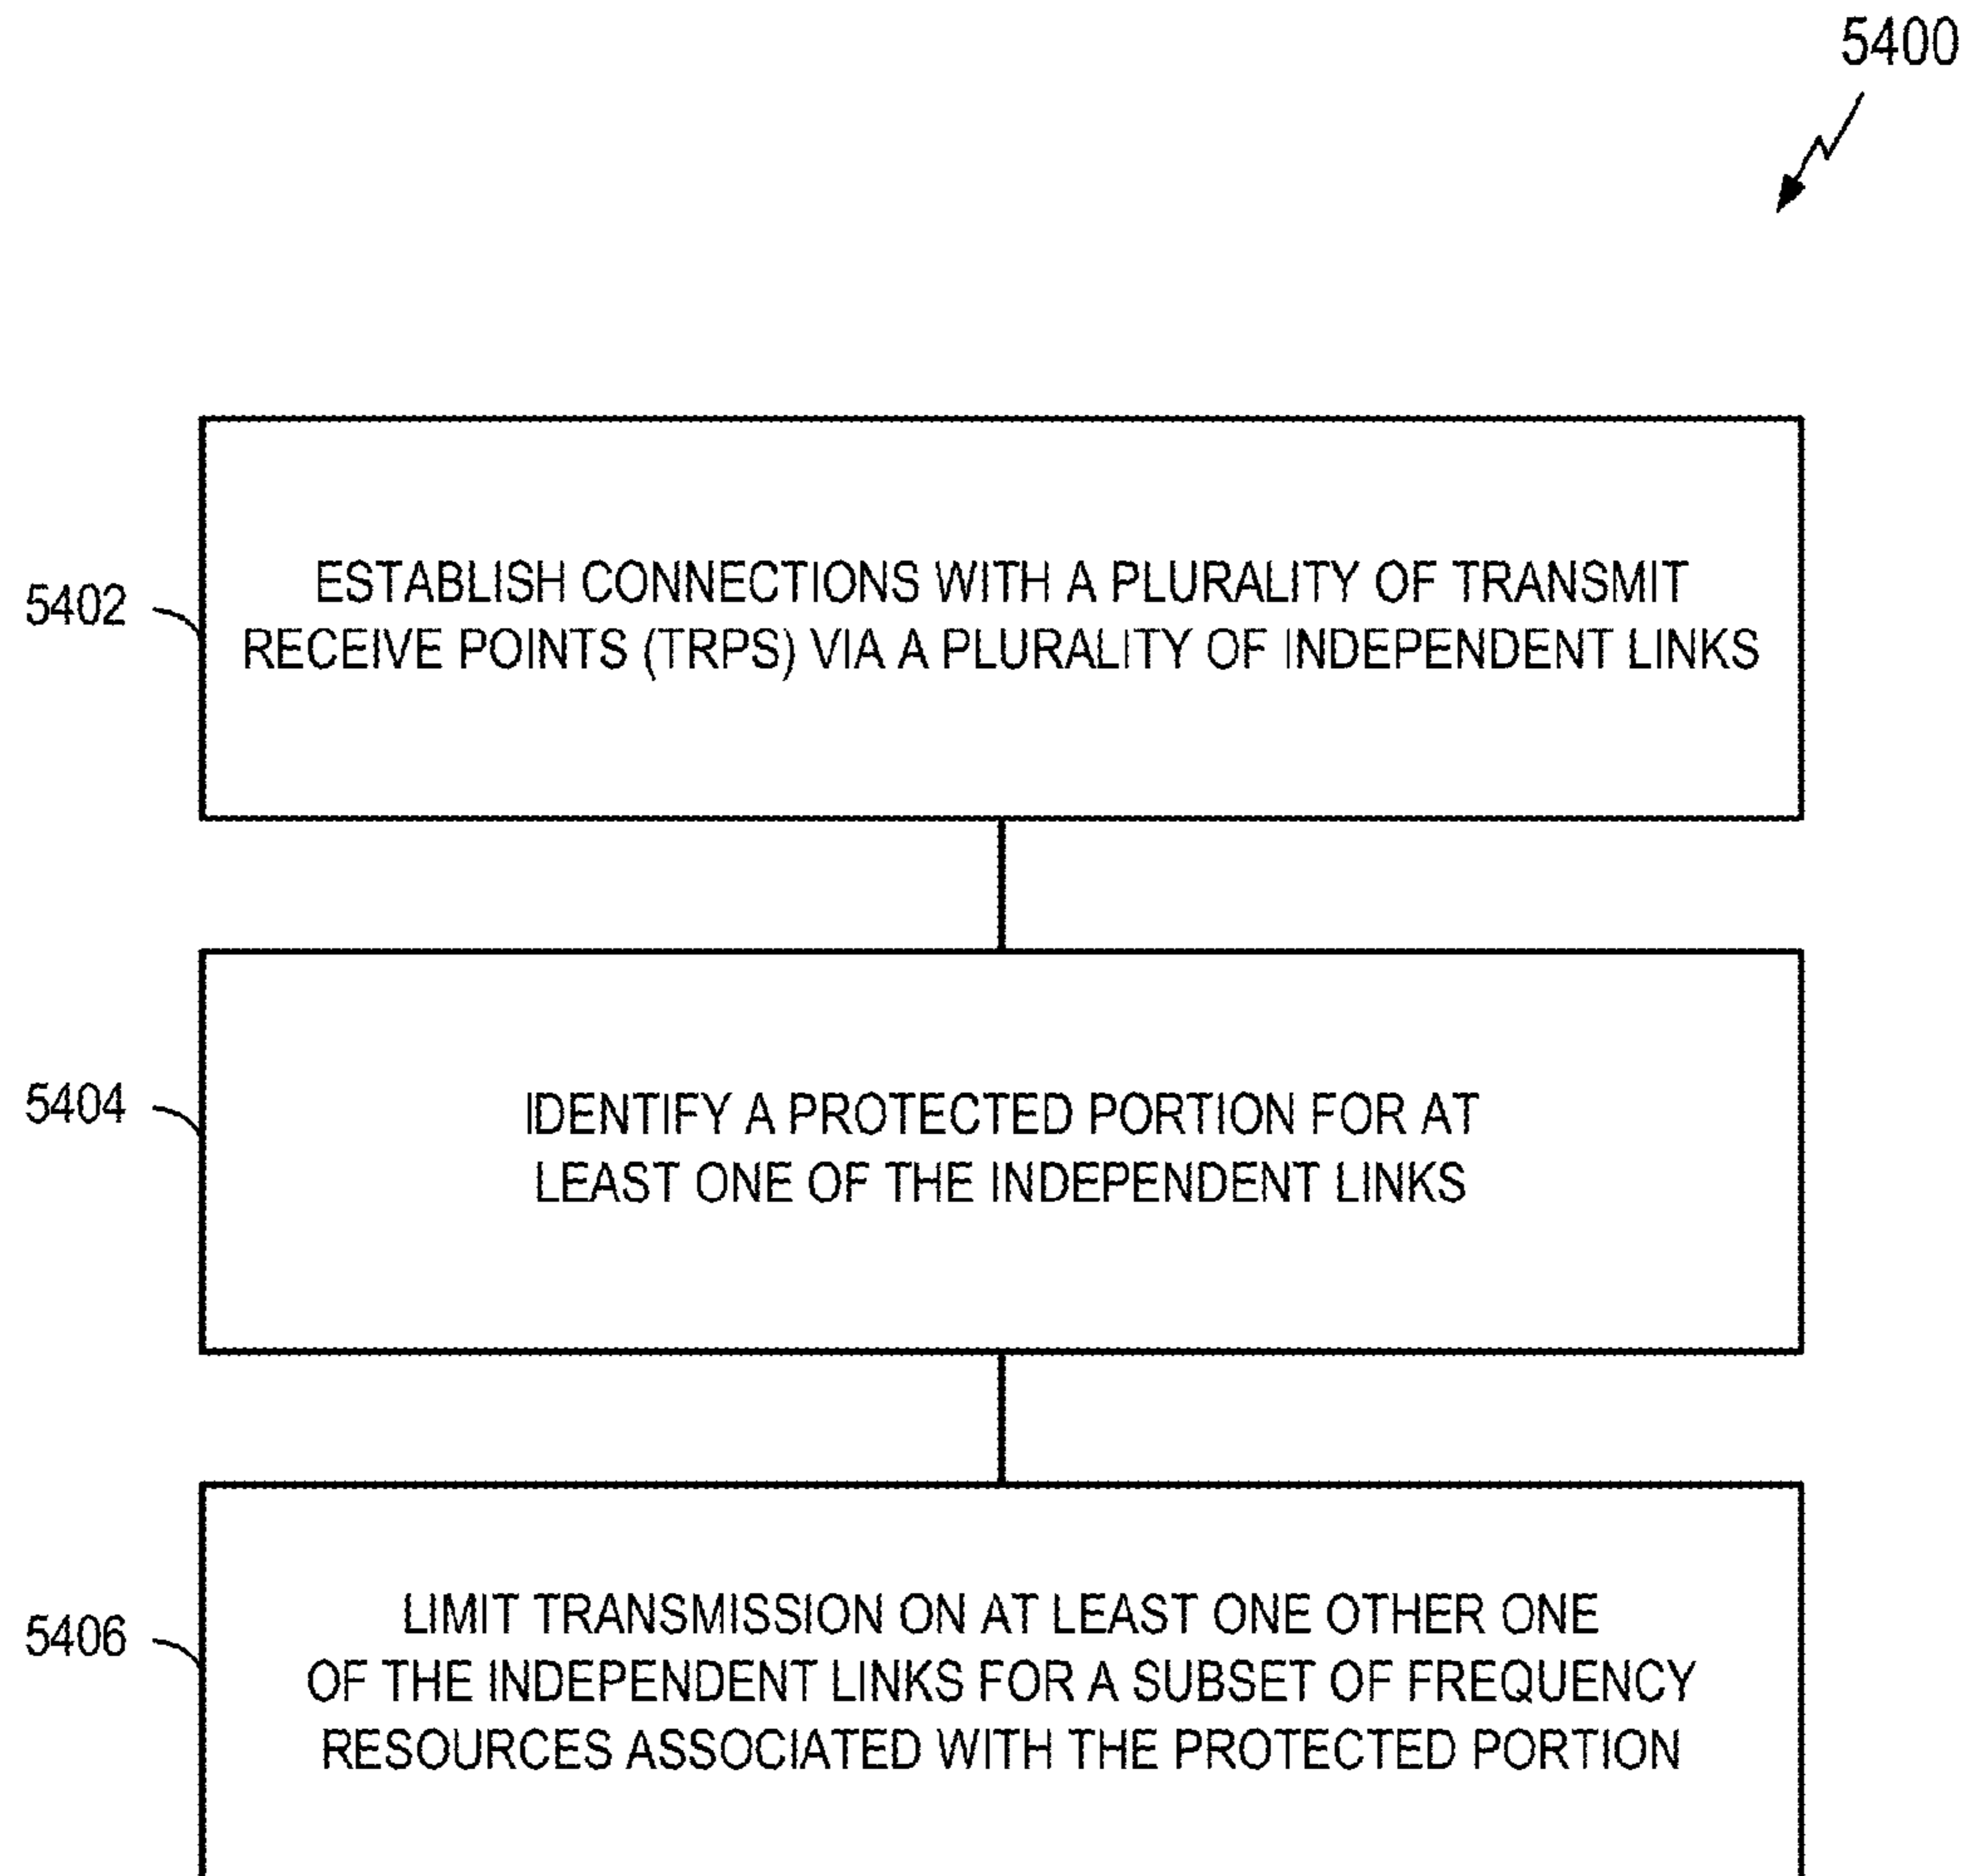 5400
5402
ESTABLISH CONNECTIONS WITH A PLURALITY OF TRANSMIT
RECEIVE POINTS (TRPS) VIA A PLURALITY OF INDEPENDENT LINKS
5404
IDENTIFY A PROTECTED PORTION FOR AT
LEAST ONE OF THE INDEPENDENT LINKS
5406
LIMIT TRANSMISSION ON AT LEAST ONE OTHER ONE
OF THE INDEPENDENT LINKS FOR A SUBSET OF FREQUENCY
RESOURCES ASSOCIATED WITH THE PROTECTED PORTION